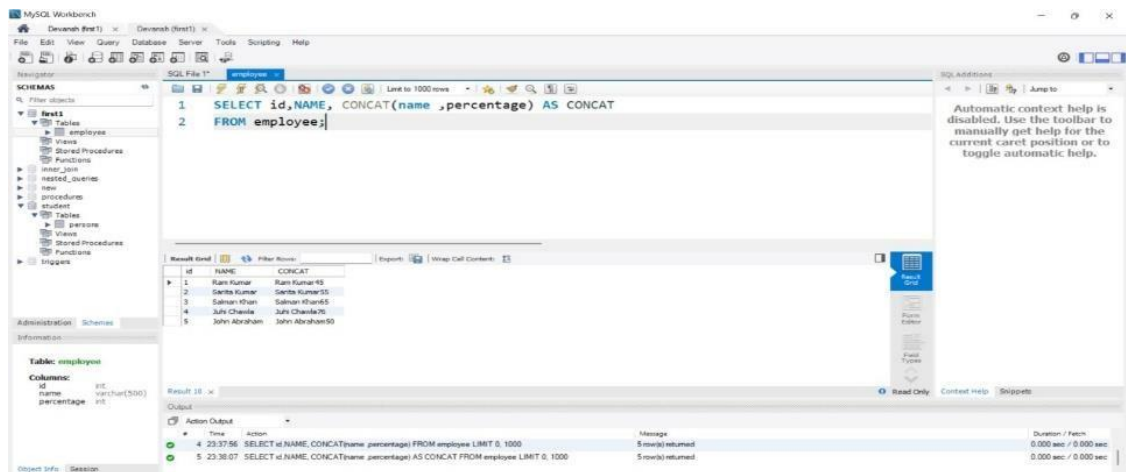 MySQL Workbench
Devansh (first1) × Devansh (first1) ×
File Edit View Query Database Server Tools Scripting Help
Navigator
SCHEMAS
Filter objects
first1
Tables
employee
Views
Stored Procedures
Functions
inner_join
nested_queries
new
procedures
student
Tables
persons
Views
Stored Procedures
Functions
triggers
Administration Schemas
Information
Table: employee
Columns:
id int
name varchar(500)
percentage int
Object Info Session
SQL File 1* employee ×
Limit to 1000 rows
1 SELECT id,NAME, CONCAT(name ,percentage) AS CONCAT
2 FROM employee;
Result Grid Filter Rows: Export: Wrap Cell Content:
id NAME CONCAT
1 Ram Kumar Ram Kumar45
2 Sarita Kumar Sarita Kumar55
3 Salman Khan Salman Khan65
4 Juhi Chawla Juhi Chawla76
5 John Abraham John Abraham50
Result Grid
Form Editor
Field Types
Result 10 × Read Only
Output
Action Output
# Time Action Message Duration / Fetch
4 23:37:56 SELECT id,NAME, CONCAT(name ,percentage) FROM employee LIMIT 0, 1000 5 row(s) returned 0.000 sec / 0.000 sec
5 23:38:07 SELECT id,NAME, CONCAT(name ,percentage) AS CONCAT FROM employee LIMIT 0, 1000 5 row(s) returned 0.000 sec / 0.000 sec
SQLAdditions
Jump to
Automatic context help is
disabled. Use the toolbar to
manually get help for the
current caret position or to
toggle automatic help.
Context Help Snippets